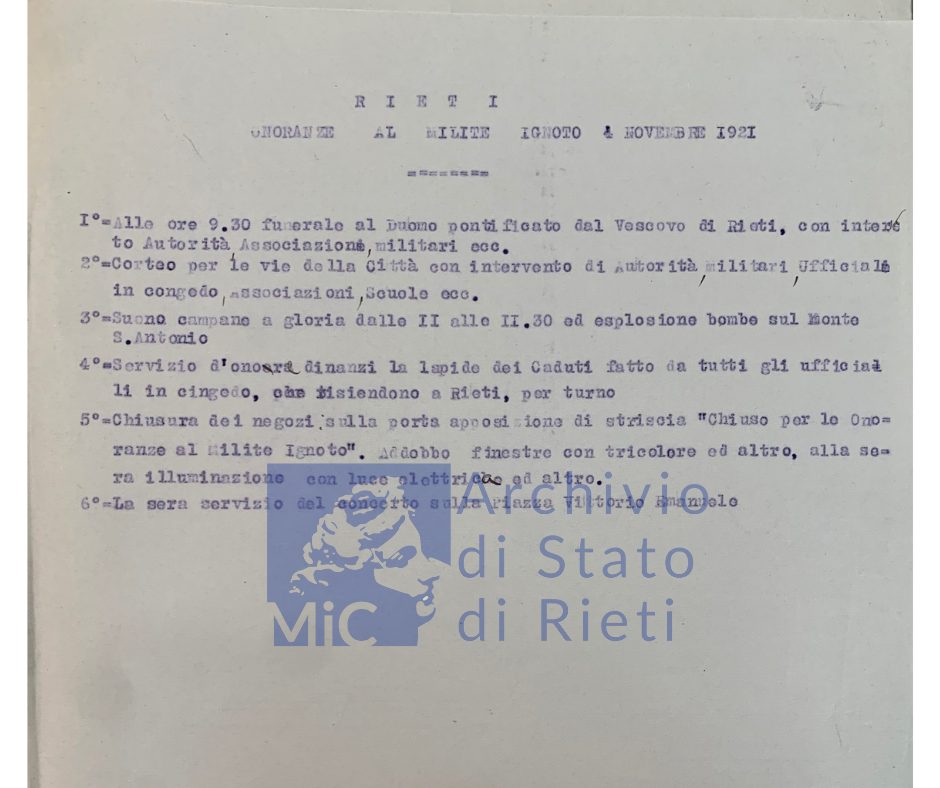 R I E T I
ONORANZE AL MILITE IGNOTO 4 NOVEMBRE I92I
========
I°=Alle ore 9.30 funerale al Duomo pontificato dal Vescovo di Rieti, con interve
to Autorità, Associazioni, militari ecc.
2°=Corteo per le vie della Città con intervento di Autorità, militari, Ufficiali
in congedo, Associazioni, Scuole ecc.
3°=Suono campane a gloria dalle II alle II.30 ed esplosione bombe sul Monte
S.Antonio
4°=Servizio d'onore dinanzi la lapide dei Caduti fatto da tutti gli ufficia=
li in cingedo, che risiendono a Rieti, per turno
5°=Chiusura dei negozi, sulla porta apposizione di striscia "Chiuso per le Ono=
ranze al Milite Ignoto". Addobbo finestre con tricolore ed altro, alla se=
ra illuminazione con luce elettrica ed altro.
6°=La sera servizio del concerto sulla Piazza Vittorio Emanuele
Archivio
di Stato
di Rieti
MiC